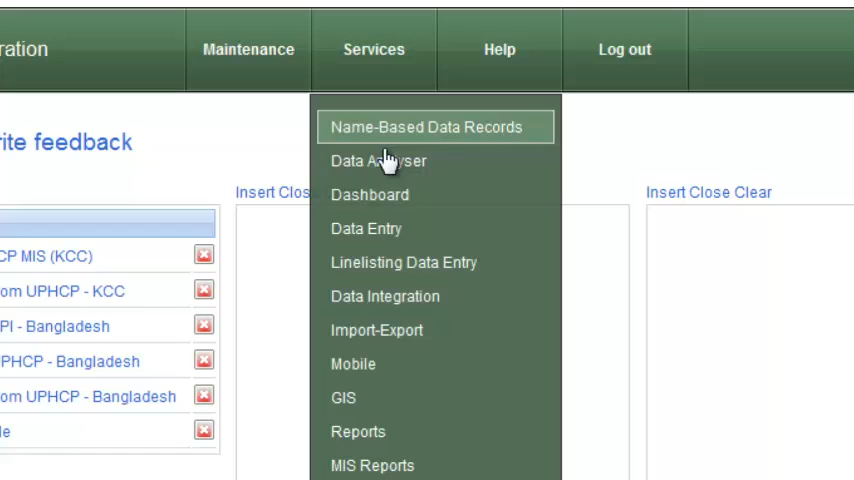 ration Maintenance Services Help Log out
ite feedback
Name-Based Data Records
Data Analyser
Insert Clos
Insert Close Clear
Dashboard
Data Entry
CP MIS (KCC)
Linelisting Data Entry
om UPHCP - KCC
Data Integration
PI - Bangladesh
Import-Export
PHCP - Bangladesh
Mobile
om UPHCP - Bangladesh
GIS
le
Reports
MIS Reports